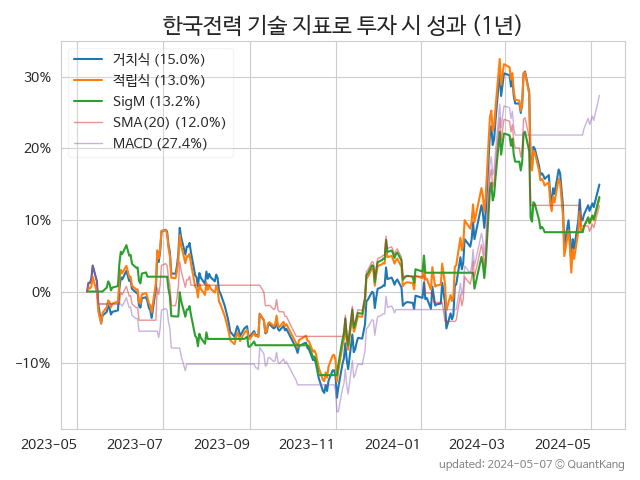 한국전력 기술 지표로 투자 시 성과 (1년)
거치식 (15.0%)
적립식 (13.0%)
SigM (13.2%)
SMA(20) (12.0%)
MACD (27.4%)
30%
20%
10%
0%
−10%
2023−05 2023−07 2023−09 2023−11 2024−01 2024−03 2024−05
updated: 2024-05-07 © QuantKang